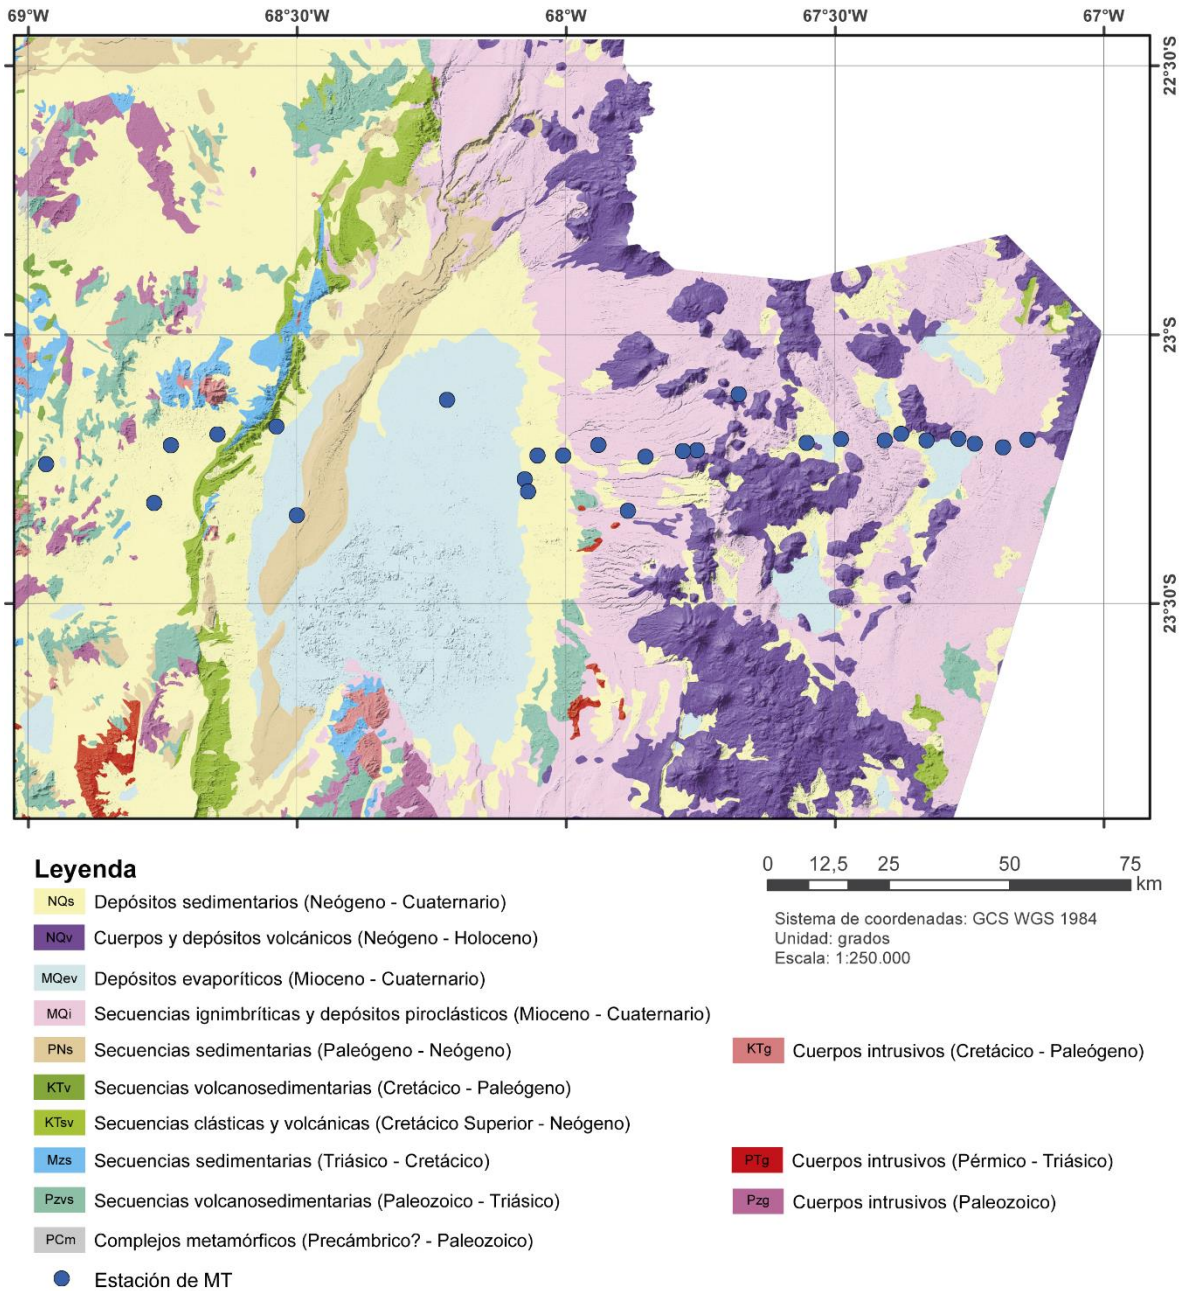 69°W 68°30'W 68°W 67°30'W 67°W
22°30'S
23°S
23°30'S
Leyenda
NQs Depósitos sedimentarios (Neógeno - Cuaternario)
NQv Cuerpos y depósitos volcánicos (Neógeno - Holoceno)
MQev Depósitos evaporíticos (Mioceno - Cuaternario)
MQi Secuencias ignimbríticas y depósitos piroclásticos (Mioceno - Cuaternario)
PNs Secuencias sedimentarias (Paleógeno - Neógeno)
KTv Secuencias volcanosedimentarias (Cretácico - Paleógeno)
KTsv Secuencias clásticas y volcánicas (Cretácico Superior - Neógeno)
Mzs Secuencias sedimentarias (Triásico - Cretácico)
Pzvs Secuencias volcanosedimentarias (Paleozoico - Triásico)
PCm Complejos metamórficos (Precámbrico? - Paleozoico)
Estación de MT
0 12,5 25 50 75
km
Sistema de coordenadas: GCS WGS 1984
Unidad: grados
Escala: 1:250.000
KTg Cuerpos intrusivos (Cretácico - Paleógeno)
PTg Cuerpos intrusivos (Pérmico - Triásico)
Pzg Cuerpos intrusivos (Paleozoico)